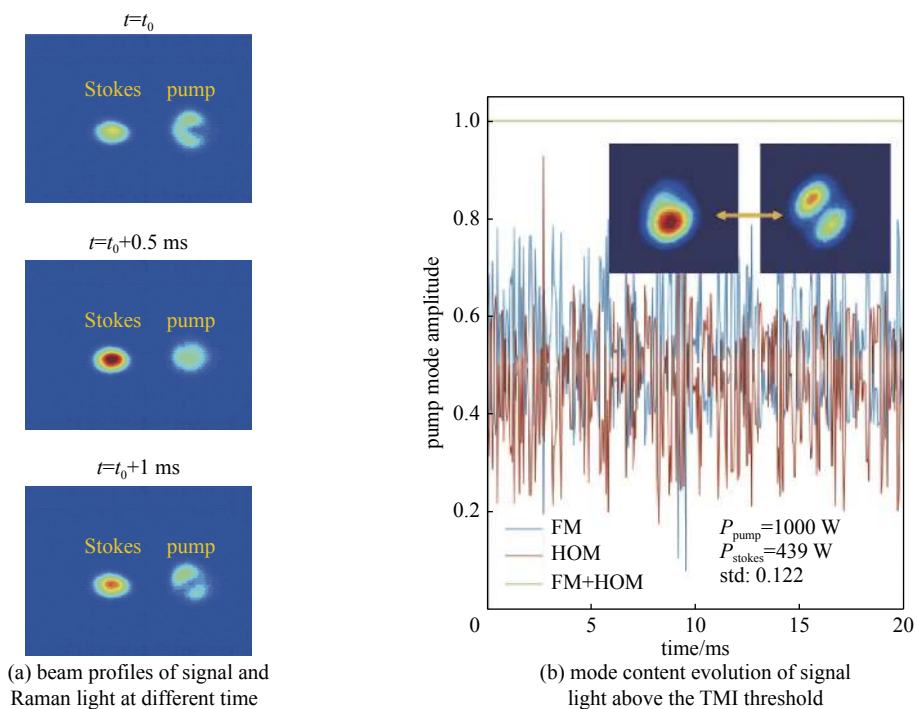 t=t₀
Stokes pump
t=t₀+0.5 ms
Stokes pump
t=t₀+1 ms
Stokes pump
(a) beam profiles of signal and
Raman light at different time
pump mode amplitude
1.0
0.8
0.6
0.4
0.2
0
5
10
15
20
FM
HOM
FM+HOM
P_pump=1000 W
P_stokes=439 W
std: 0.122
time/ms
(b) mode content evolution of signal
light above the TMI threshold